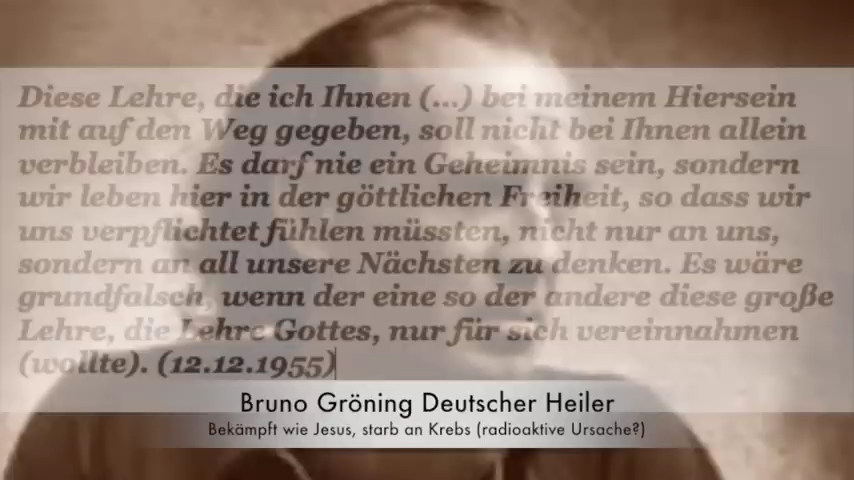 Diese Lehre, die ich Ihnen (...) bei meinem Hiersein
mit auf den Weg gegeben, soll nicht bei Ihnen allein
verbleiben. Es darf nie ein Geheimnis sein, sondern
wir leben hier in der göttlichen Freiheit, so dass wir
uns verpflichtet fühlen müssten, nicht nur an uns,
sondern an all unsere Nächsten zu denken. Es wäre
grundfalsch, wenn der eine so der andere diese große
Lehre, die Lehre Gottes, nur für sich vereinnahmen
(wollte). (12.12.1955)
Bruno Gröning Deutscher Heiler
Bekämpft wie Jesus, starb an Krebs (radioaktive Ursache?)